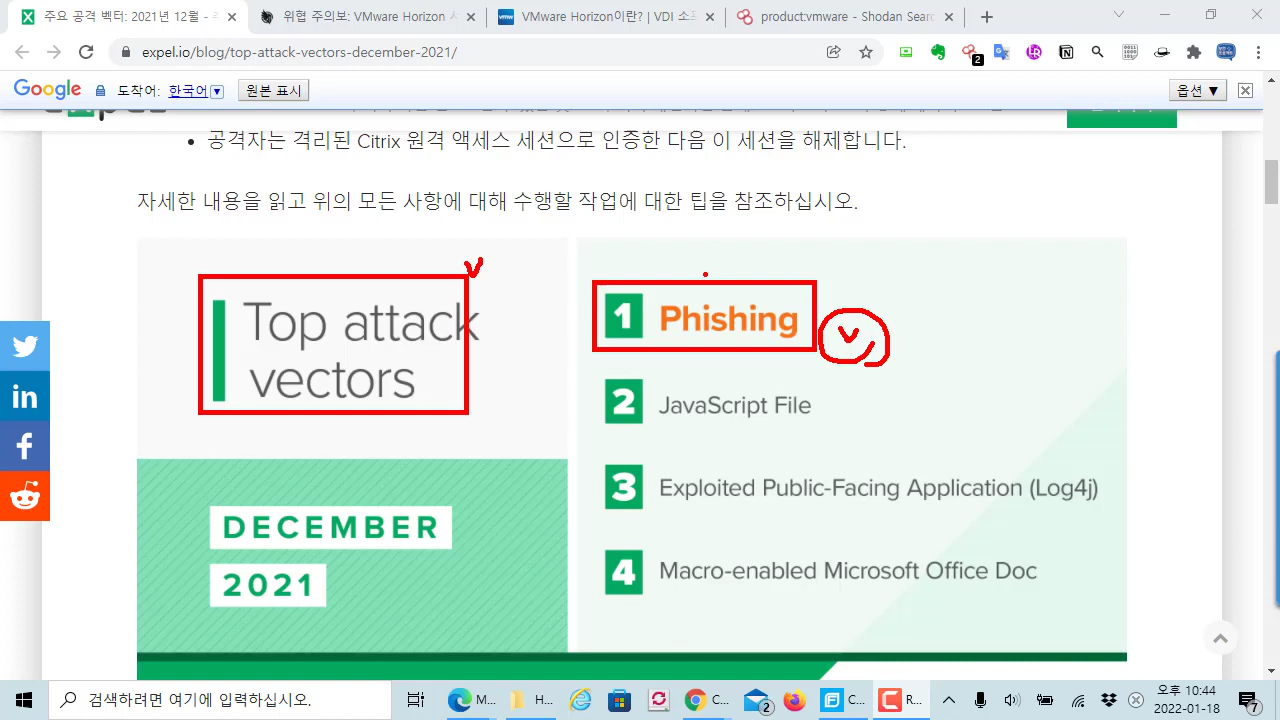 주요 공격 벡터: 2021년 12월 -
위협 주의보: VMware Horizon
VMware Horizon이란? | VDI 소
product:vmware - Shodan Sear
expel.io/blog/top-attack-vectors-december-2021/
2
Google
도착어:
한국어
원본 표시
옵션 ▼
공격자는 격리된 Citrix 원격 액세스 세션으로 인증한 다음 이 세션을 해제합니다.
자세한 내용을 읽고 위의 모든 사항에 대해 수행할 작업에 대한 팁을 참조하십시오.
Top attack
vectors
v
DECEMBER
2021
1 Phishing
v
2 JavaScript File
3 Exploited Public-Facing Application (Log4j)
4 Macro-enabled Microsoft Office Doc
검색하려면 여기에 입력하십시오.
M...
H...
C...
2
C...
R...
오후 10:44
2022-01-18
7